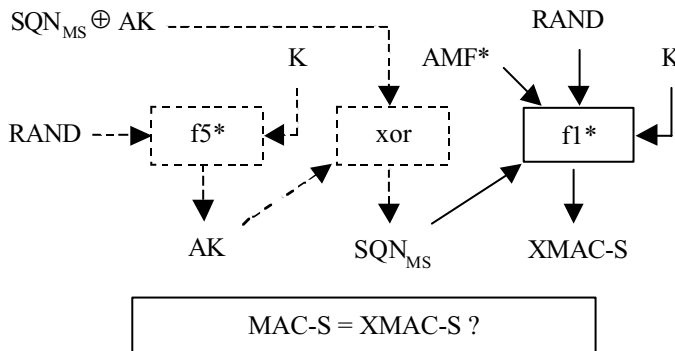 SQN_MS ⊕ AK
RAND
K
AMF*
K
RAND
f5*
xor
f1*
AK
SQN_MS
XMAC-S
MAC-S = XMAC-S ?